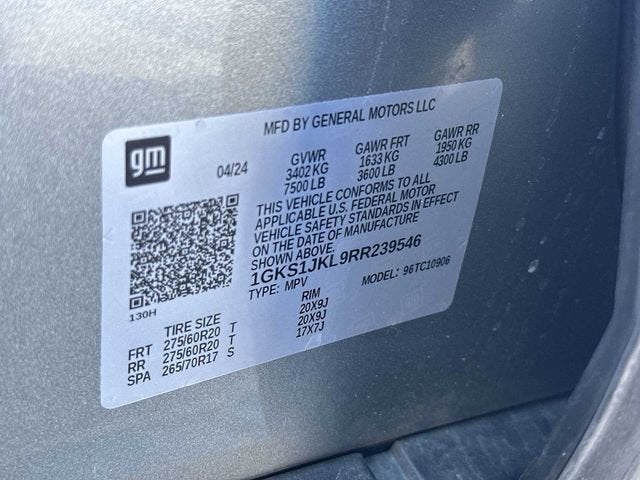 MFD BY GENERAL MOTORS LLC
gm
04/24
GVWR GAWR FRT GAWR RR
3402 KG 1633 KG 1950 KG
7500 LB 3600 LB 4300 LB
THIS VEHICLE CONFORMS TO ALL
APPLICABLE U.S. FEDERAL MOTOR
VEHICLE SAFETY STANDARDS IN EFFECT
ON THE DATE OF MANUFACTURE
SHOWN ABOVE.
1GKS1JKL9RR239546
TYPE: MPV MODEL: 96TC10906
130H
TIRE SIZE RIM
FRT 275/60R20 T 20X9J
RR 275/60R20 T 20X9J
SPA 265/70R17 S 17X7J